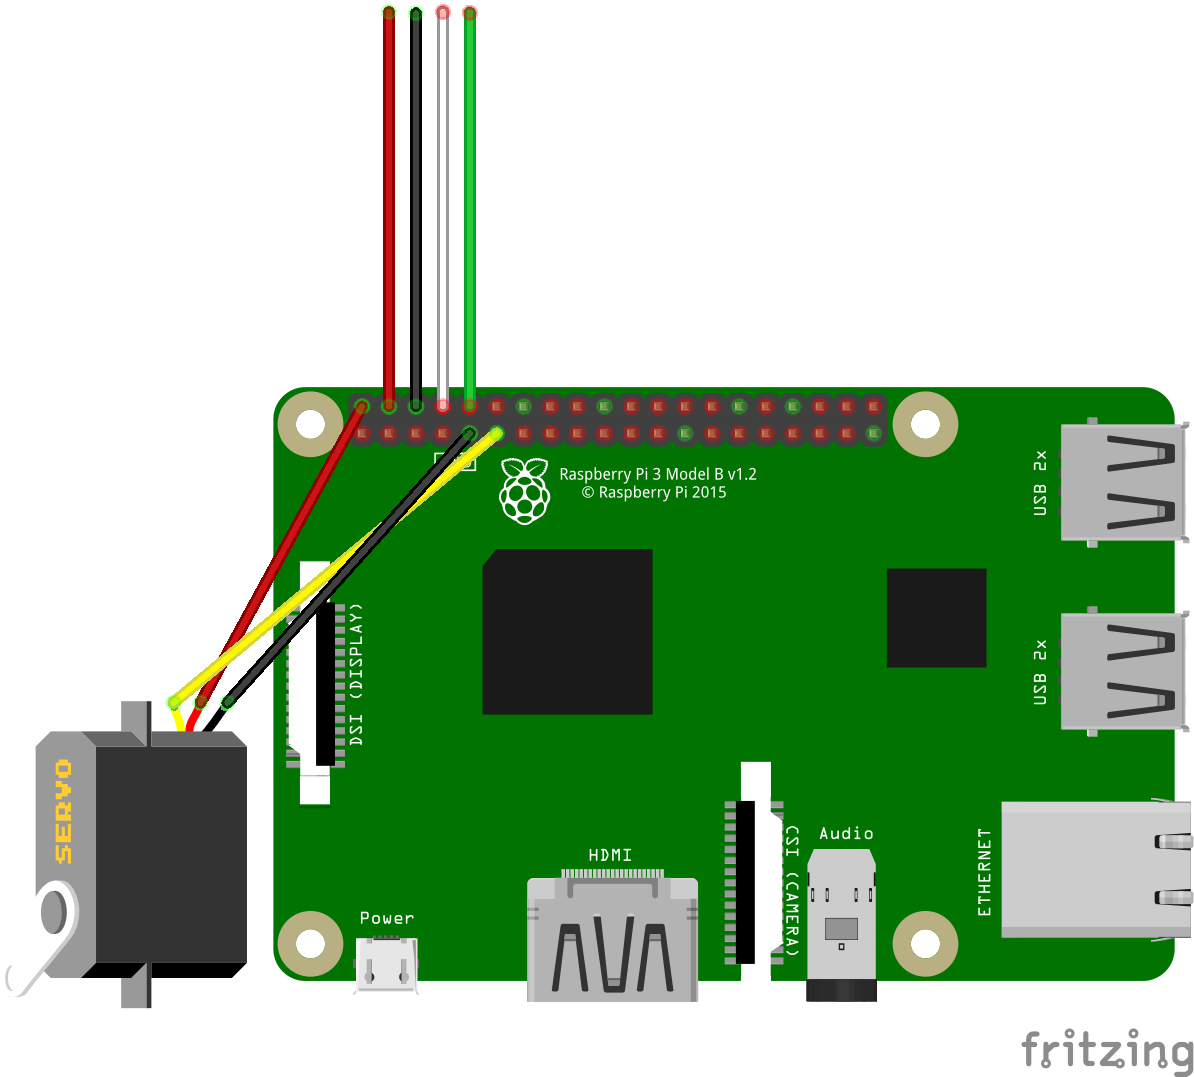 Raspberry Pi 3 Model B v1.2
© Raspberry Pi 2015
USB 2x
USB 2x
DSI (DISPLAY)
SERVO
Power
HDMI
CSI (CAMERA)
Audio
ETHERNET
fritzing